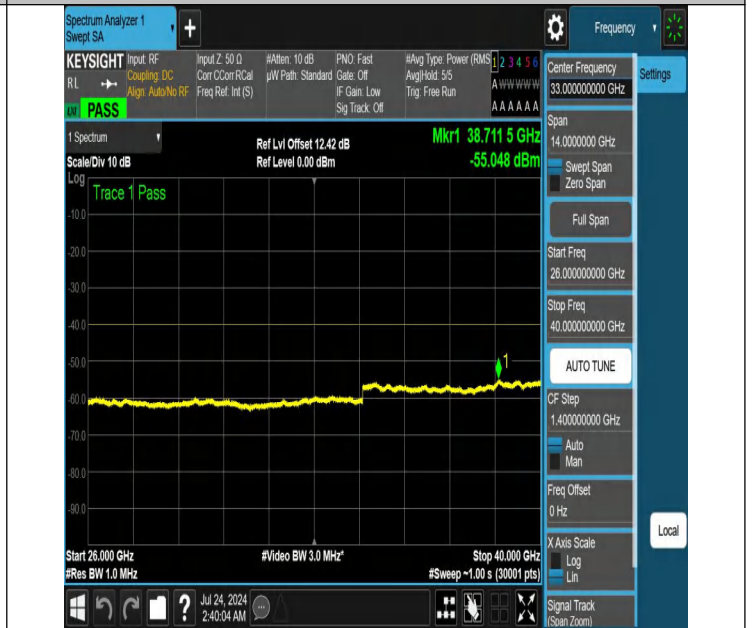 Spectrum Analyzer 1
Swept SA
Frequency
KEYSIGHT
RL
PASS
Input: RF
Coupling: DC
Align: Auto/No RF
Input Z: 50 Ω
Corr CCorr RCal
Freq Ref: Int (S)
#Atten: 10 dB
µW Path: Standard
PNO: Fast
Gate: Off
IF Gain: Low
Sig Track: Off
#Avg Type: Power (RMS
Avg|Hold: 5/5
Trig: Free Run
1 2 3 4 5 6
A W W W W W
A A A A A A
1 Spectrum
Scale/Div 10 dB
Ref Lvl Offset 12.42 dB
Ref Level 0.00 dBm
Mkr1 38.711 5 GHz
-55.048 dBm
Log
Trace 1 Pass
-10.0
-20.0
-30.0
-40.0
-50.0
-60.0
-70.0
-80.0
-90.0
1
Start 26.000 GHz
#Res BW 1.0 MHz
#Video BW 3.0 MHz*
Stop 40.000 GHz
#Sweep ~1.00 s (30001 pts)
Jul 24, 2024
2:40:04 AM
Center Frequency
33.000000000 GHz
Settings
Span
14.0000000 GHz
Swept Span
Zero Span
Full Span
Start Freq
26.000000000 GHz
Stop Freq
40.000000000 GHz
AUTO TUNE
CF Step
1.400000000 GHz
Auto
Man
Freq Offset
0 Hz
X Axis Scale
Log
Lin
Local
Signal Track
(Span Zoom)